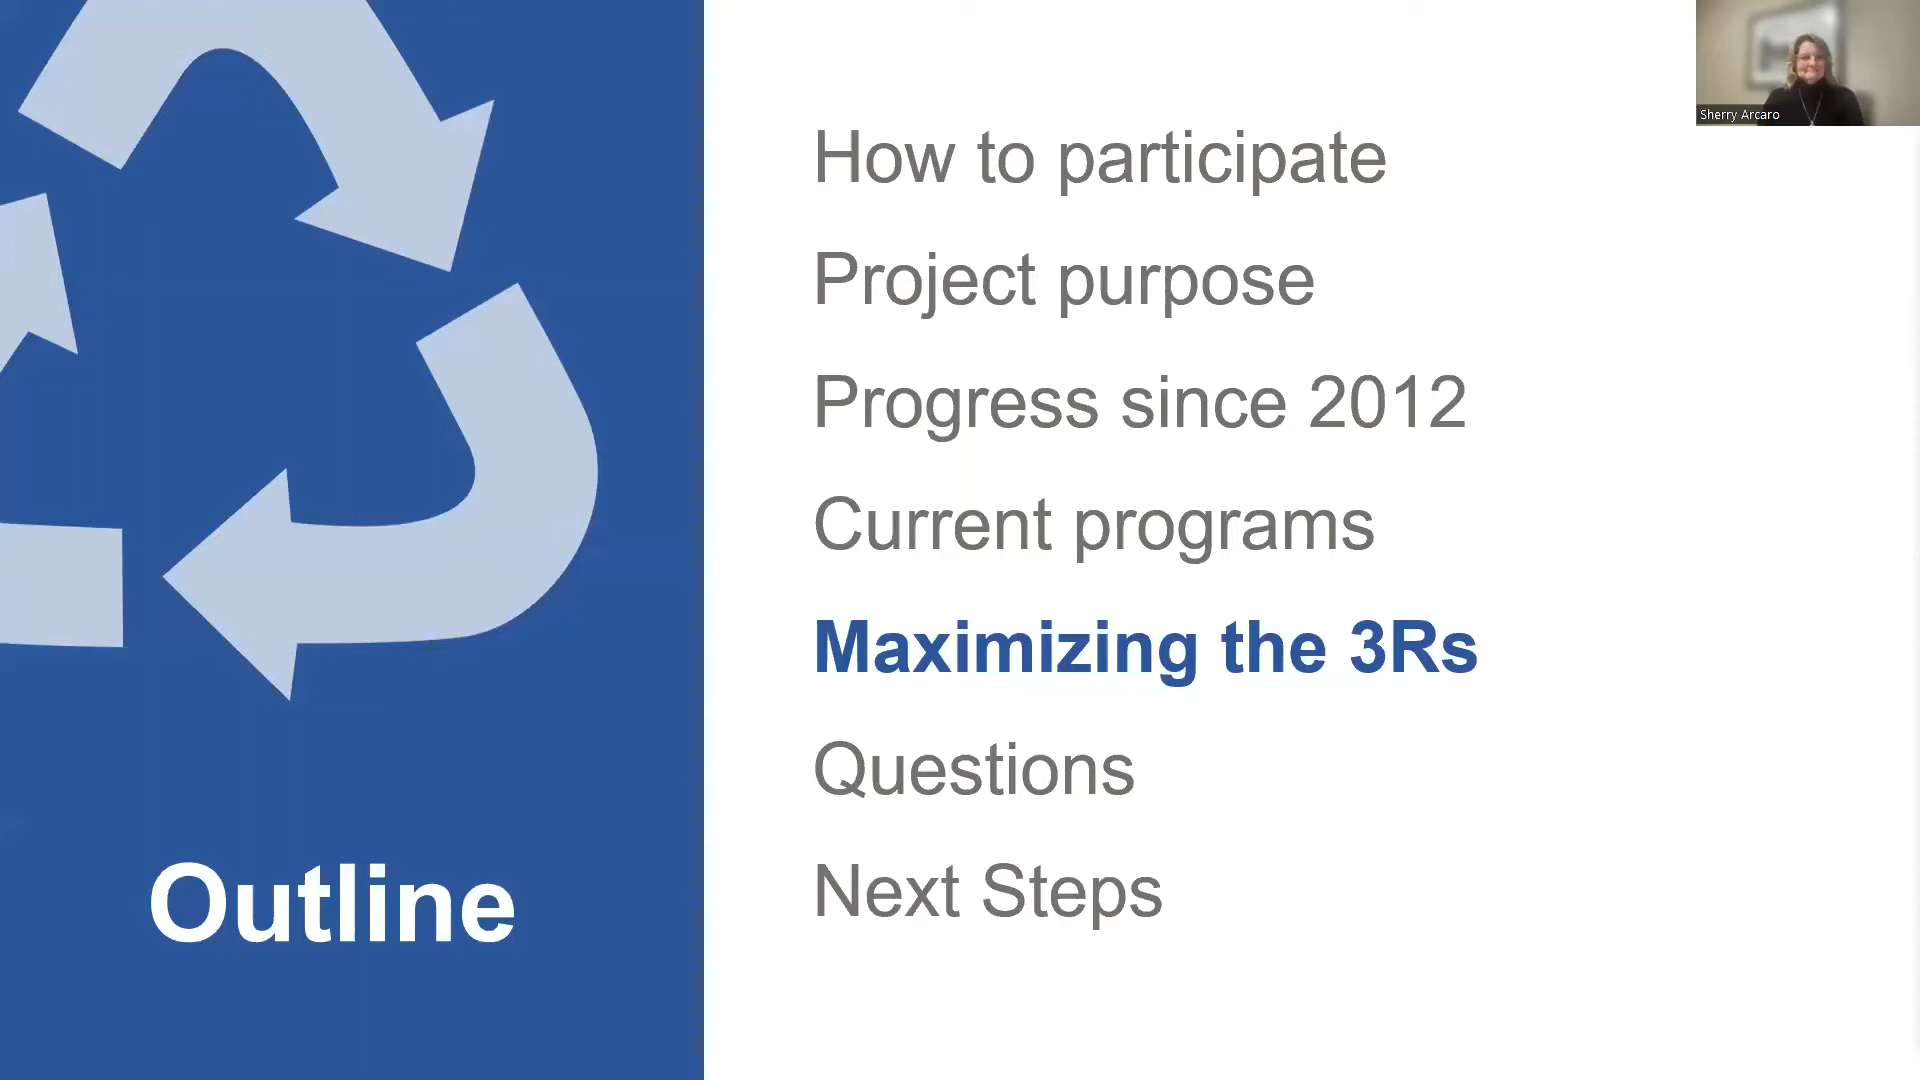 Sherry Arcaro
How to participate
Project purpose
Progress since 2012
Current programs
Maximizing the 3Rs
Questions
Next Steps
Outline